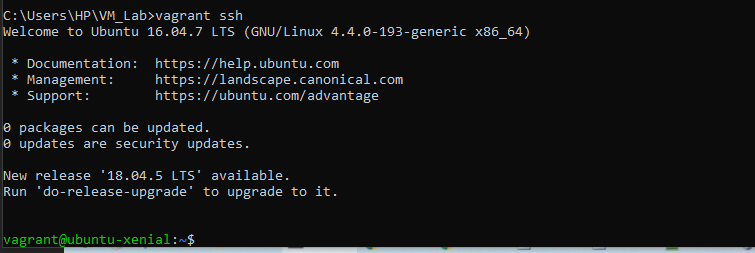 C:\Users\HP\VM_Lab>vagrant ssh
Welcome to Ubuntu 16.04.7 LTS (GNU/Linux 4.4.0-193-generic x86_64)
* Documentation:  https://help.ubuntu.com
* Management:     https://landscape.canonical.com
* Support:        https://ubuntu.com/advantage
0 packages can be updated.
0 updates are security updates.
New release '18.04.5 LTS' available.
Run 'do-release-upgrade' to upgrade to it.
vagrant@ubuntu-xenial:~$